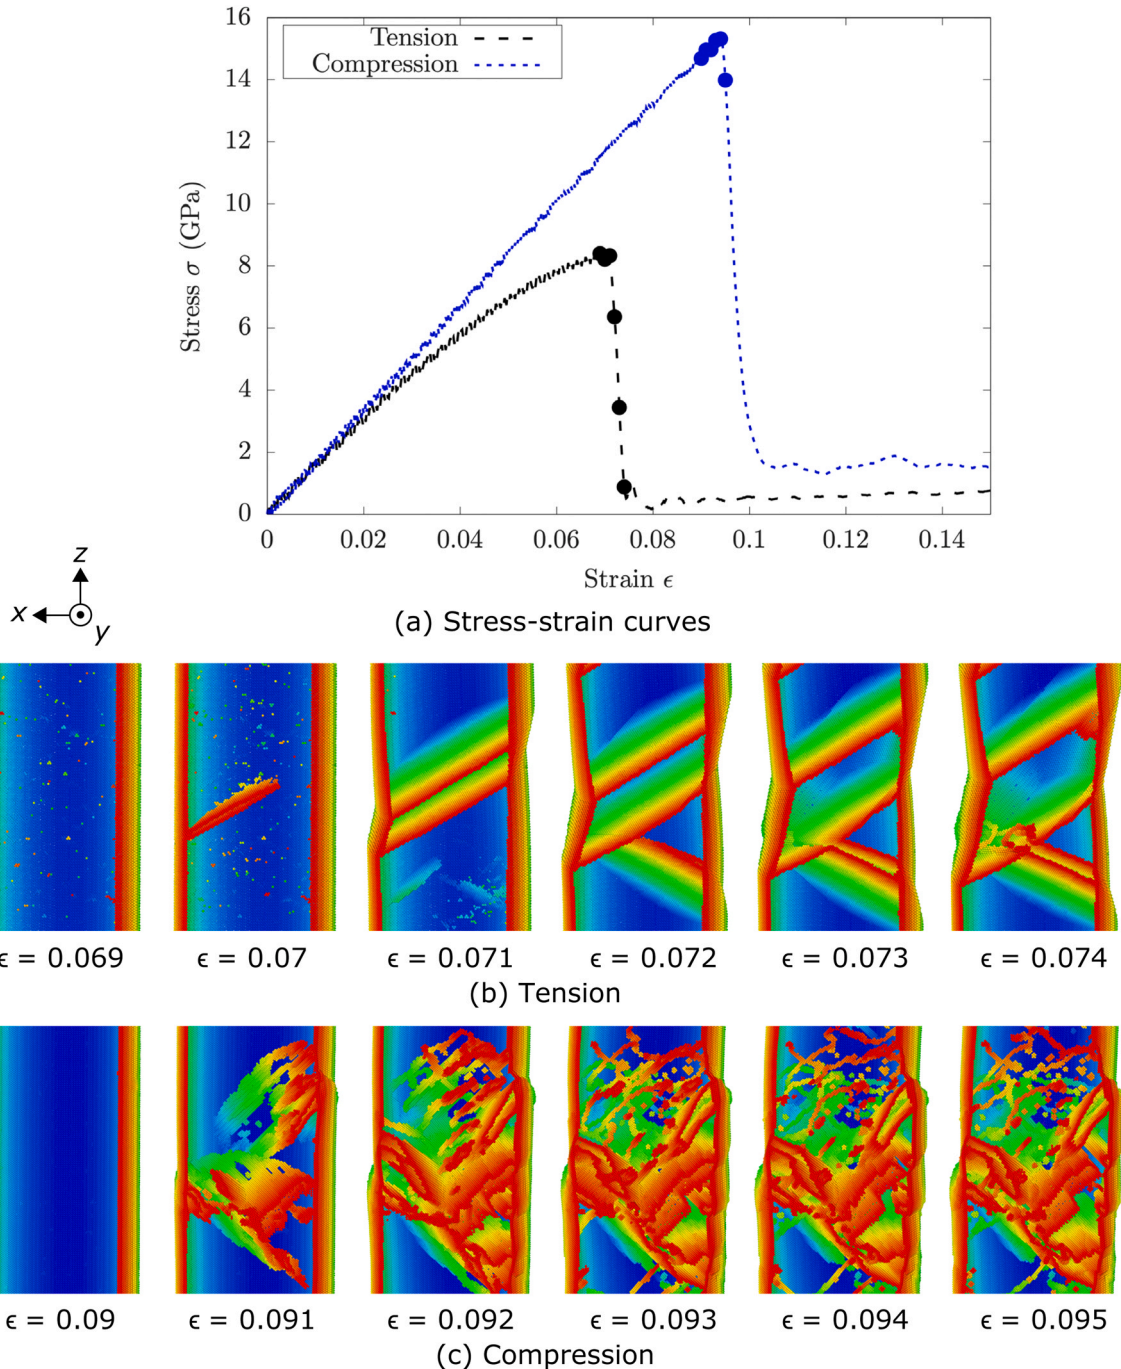 16
14
12
10
8
6
4
2
0
Stress σ (GPa)
Tension
Compression
0 0.02 0.04 0.06 0.08 0.1 0.12 0.14
Strain ϵ
z
x
y
(a) Stress-strain curves
ϵ = 0.069 ϵ = 0.07 ϵ = 0.071 ϵ = 0.072 ϵ = 0.073 ϵ = 0.074
(b) Tension
ϵ = 0.09 ϵ = 0.091 ϵ = 0.092 ϵ = 0.093 ϵ = 0.094 ϵ = 0.095
(c) Compression